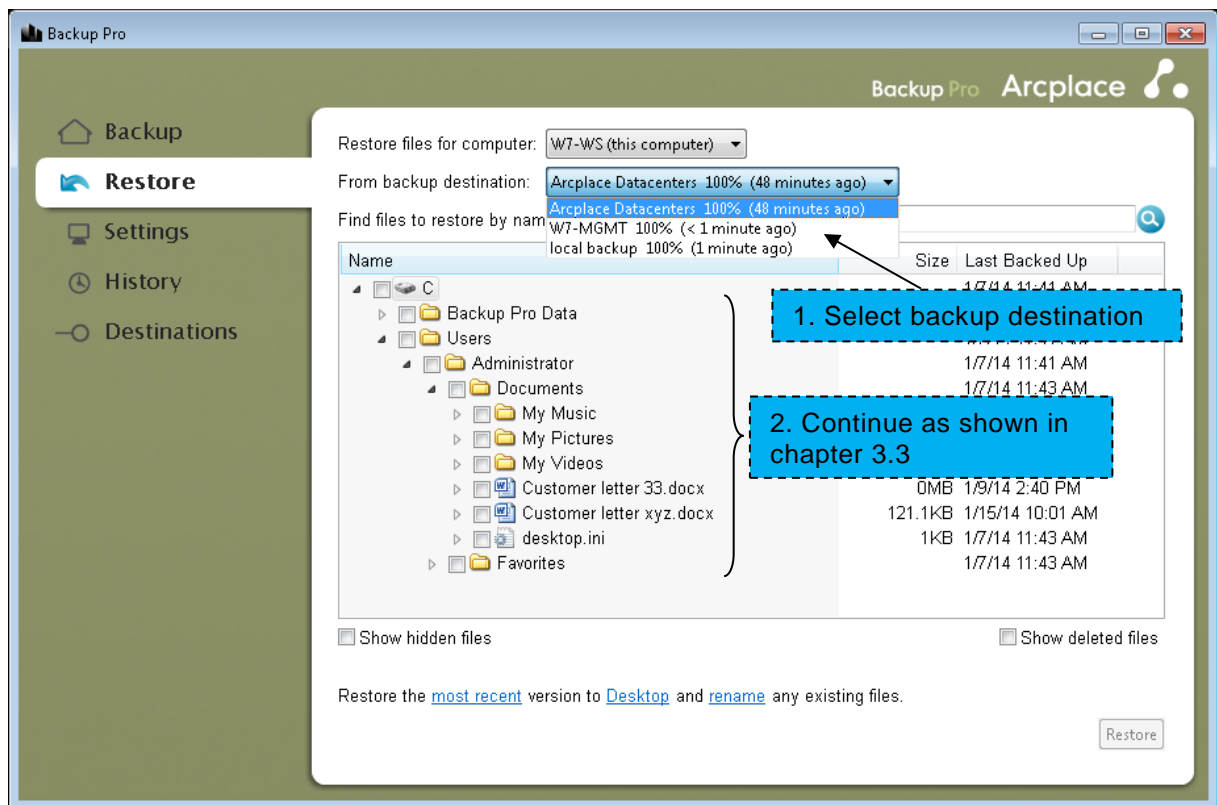 Backup Pro
Backup Pro Arcplace
Backup
Restore
Settings
History
Destinations
Restore files for computer: W7-WS (this computer)
From backup destination: Arcplace Datacenters 100% (48 minutes ago)
Arcplace Datacenters 100% (48 minutes ago)
W7-MGMT 100% (< 1 minute ago)
local backup 100% (1 minute ago)
Find files to restore by nam
Name Size Last Backed Up
C 1/7/14 11:41 AM
Backup Pro Data
1. Select backup destination
Users
Administrator 1/7/14 11:41 AM
Documents 1/7/14 11:43 AM
My Music
My Pictures
My Videos
2. Continue as shown in
chapter 3.3
Customer letter 33.docx 0MB 1/9/14 2:40 PM
Customer letter xyz.docx 121.1KB 1/15/14 10:01 AM
desktop.ini 1KB 1/7/14 11:43 AM
Favorites 1/7/14 11:43 AM
Show hidden files Show deleted files
Restore the most recent version to Desktop and rename any existing files.
Restore